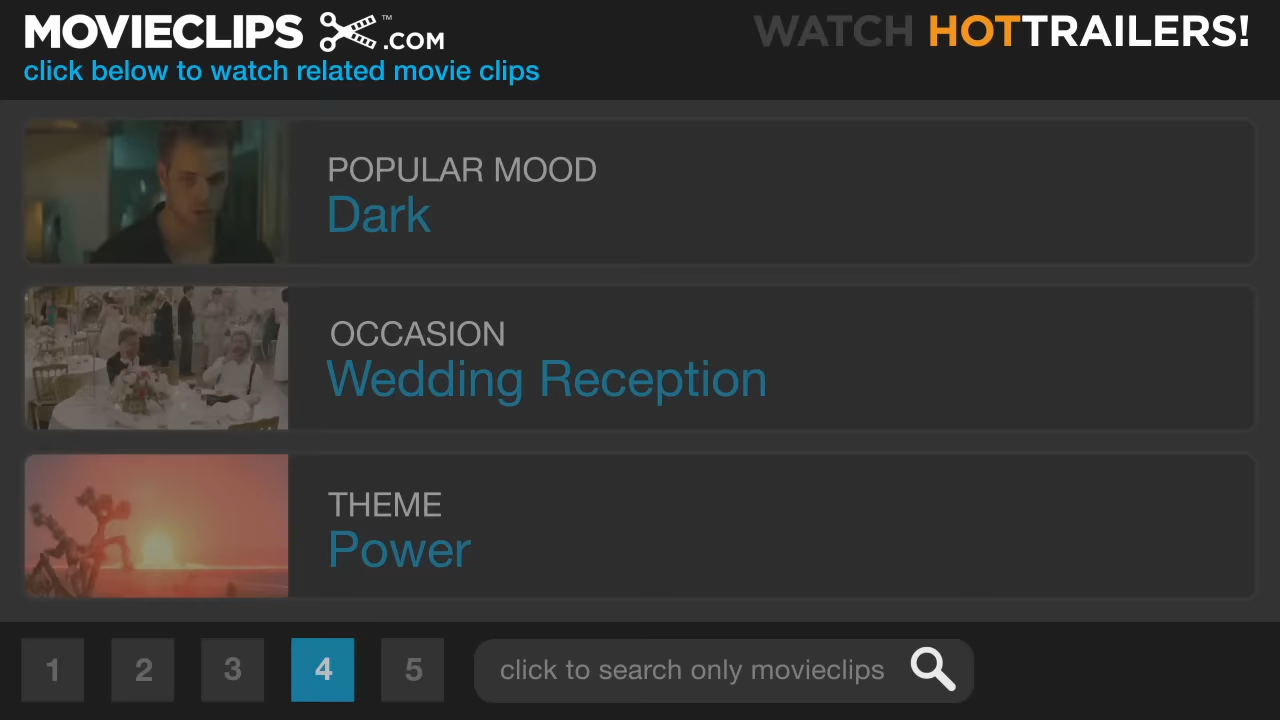 MOVIECLIPS ™ .COM
WATCH HOTTRAILERS!
click below to watch related movie clips
POPULAR MOOD
Dark
OCCASION
Wedding Reception
THEME
Power
1 2 3 4 5 click to search only movieclips